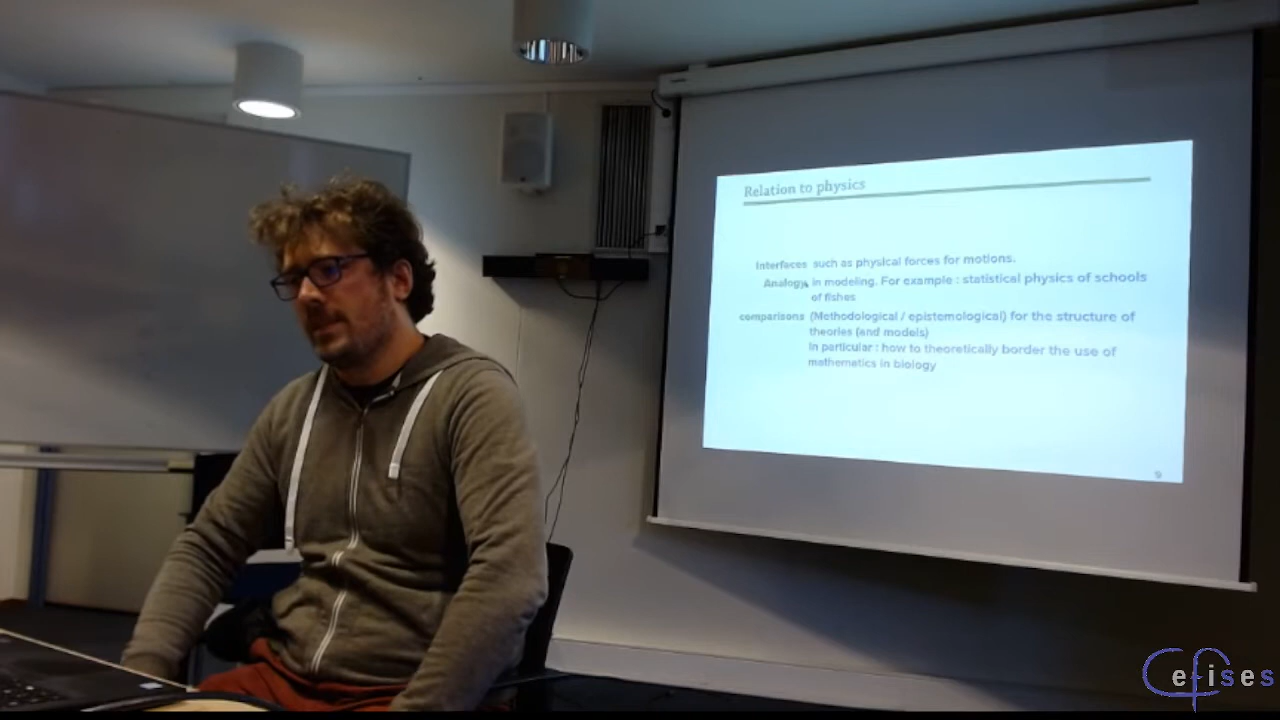 Relation to physics
Interfaces such as physical forces for motions.
Analogy in modeling. For example : statistical physics of schools
of fishes
comparisons (Methodological / epistemological) for the structure of
theories (and models)
In particular : how to theoretically border the use of
mathematics in biology
9
Cefises